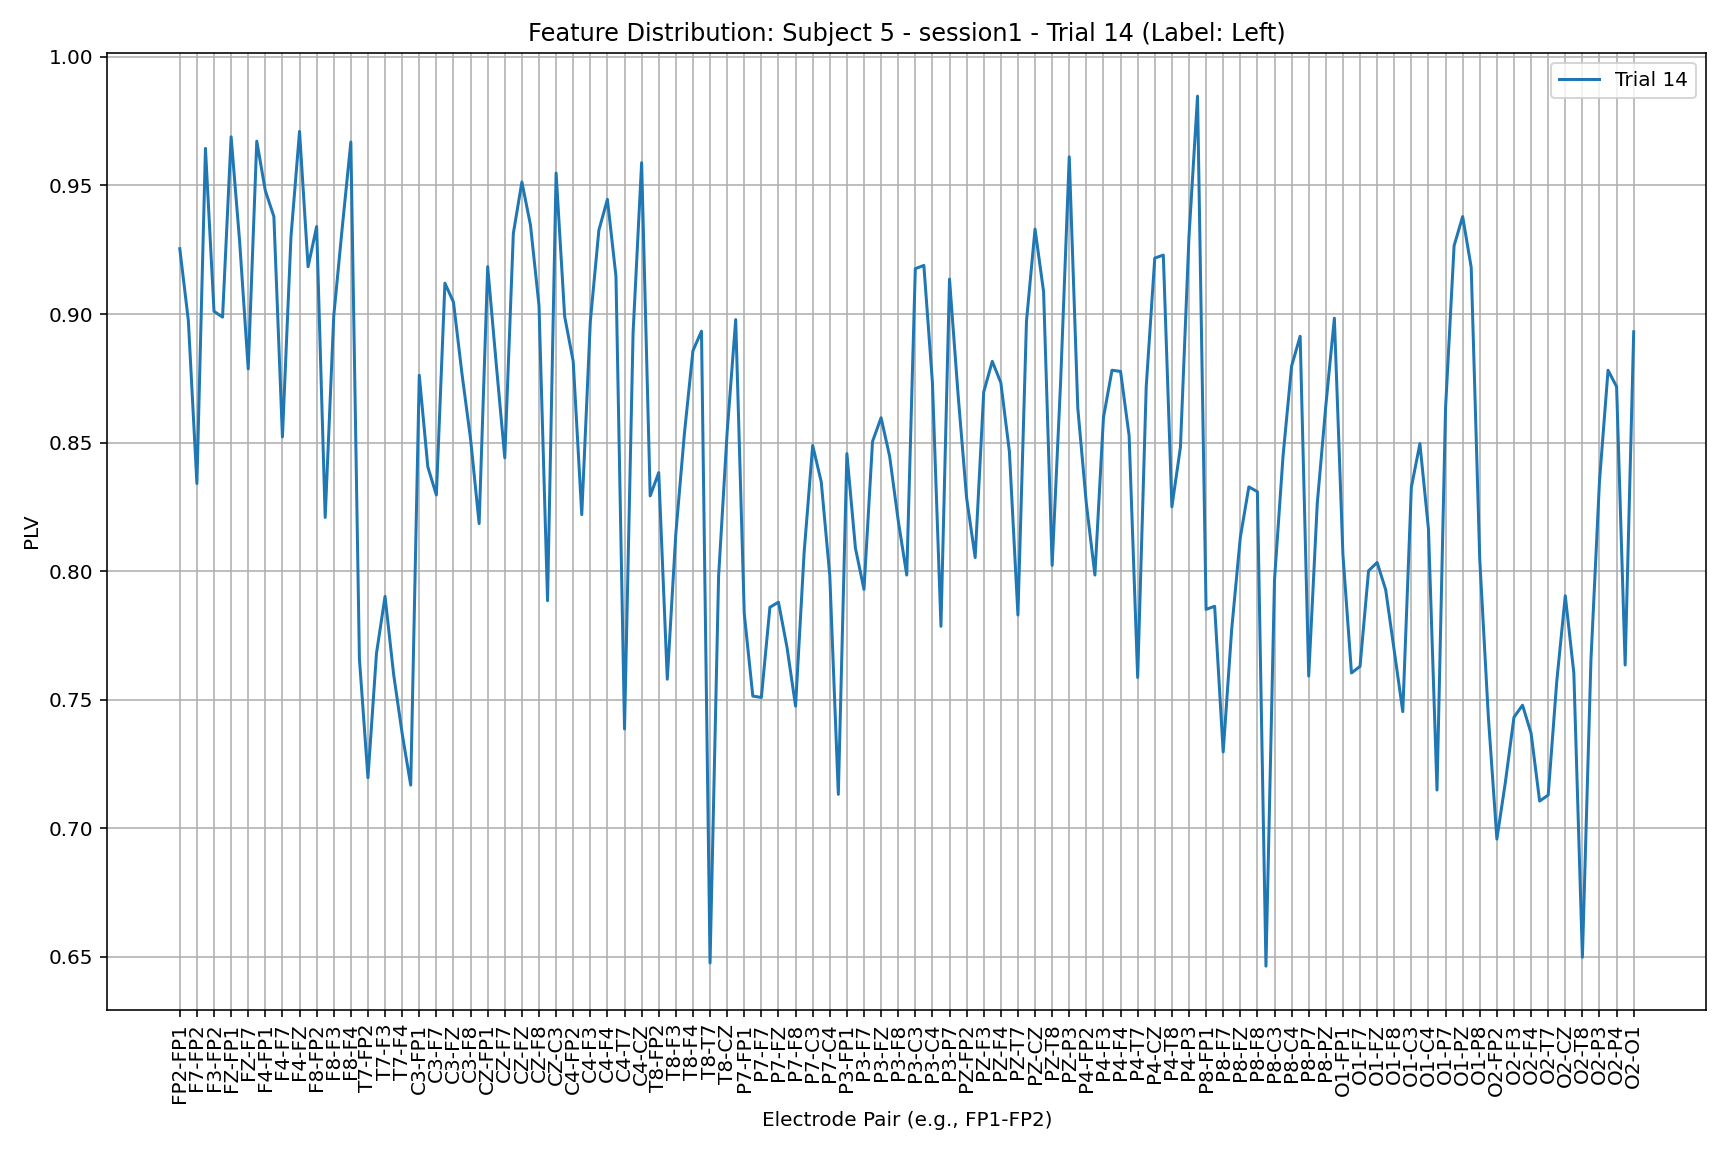 Feature Distribution: Subject 5 - session1 - Trial 14 (Label: Left)
Trial 14
PLV
1.00
0.95
0.90
0.85
0.80
0.75
0.70
0.65
FP2-FP1
F7-FP2
F3-FP2
FZ-FP1
FZ-F7
F4-FP1
F4-F7
F4-FZ
F8-FP2
F8-F3
F8-F4
T7-FP2
T7-F3
T7-F4
C3-FP1
C3-F7
C3-FZ
C3-F8
CZ-FP1
CZ-F7
CZ-FZ
CZ-F8
CZ-C3
C4-FP2
C4-F3
C4-F4
C4-T7
C4-CZ
T8-FP2
T8-F3
T8-F4
T8-T7
T8-CZ
P7-FP1
P7-F7
P7-FZ
P7-F8
P7-C3
P7-C4
P3-FP1
P3-F7
P3-FZ
P3-F8
P3-C3
P3-C4
P3-P7
PZ-FP2
PZ-F3
PZ-F4
PZ-T7
PZ-CZ
PZ-T8
PZ-P3
P4-FP2
P4-F3
P4-F4
P4-T7
P4-CZ
P4-T8
P4-P3
P8-FP1
P8-F7
P8-FZ
P8-F8
P8-C3
P8-C4
P8-P7
P8-PZ
O1-FP1
O1-F7
O1-FZ
O1-F8
O1-C3
O1-C4
O1-P7
O1-PZ
O1-P8
O2-FP2
O2-F3
O2-F4
O2-T7
O2-CZ
O2-T8
O2-P3
O2-P4
O2-O1
Electrode Pair (e.g., FP1-FP2)